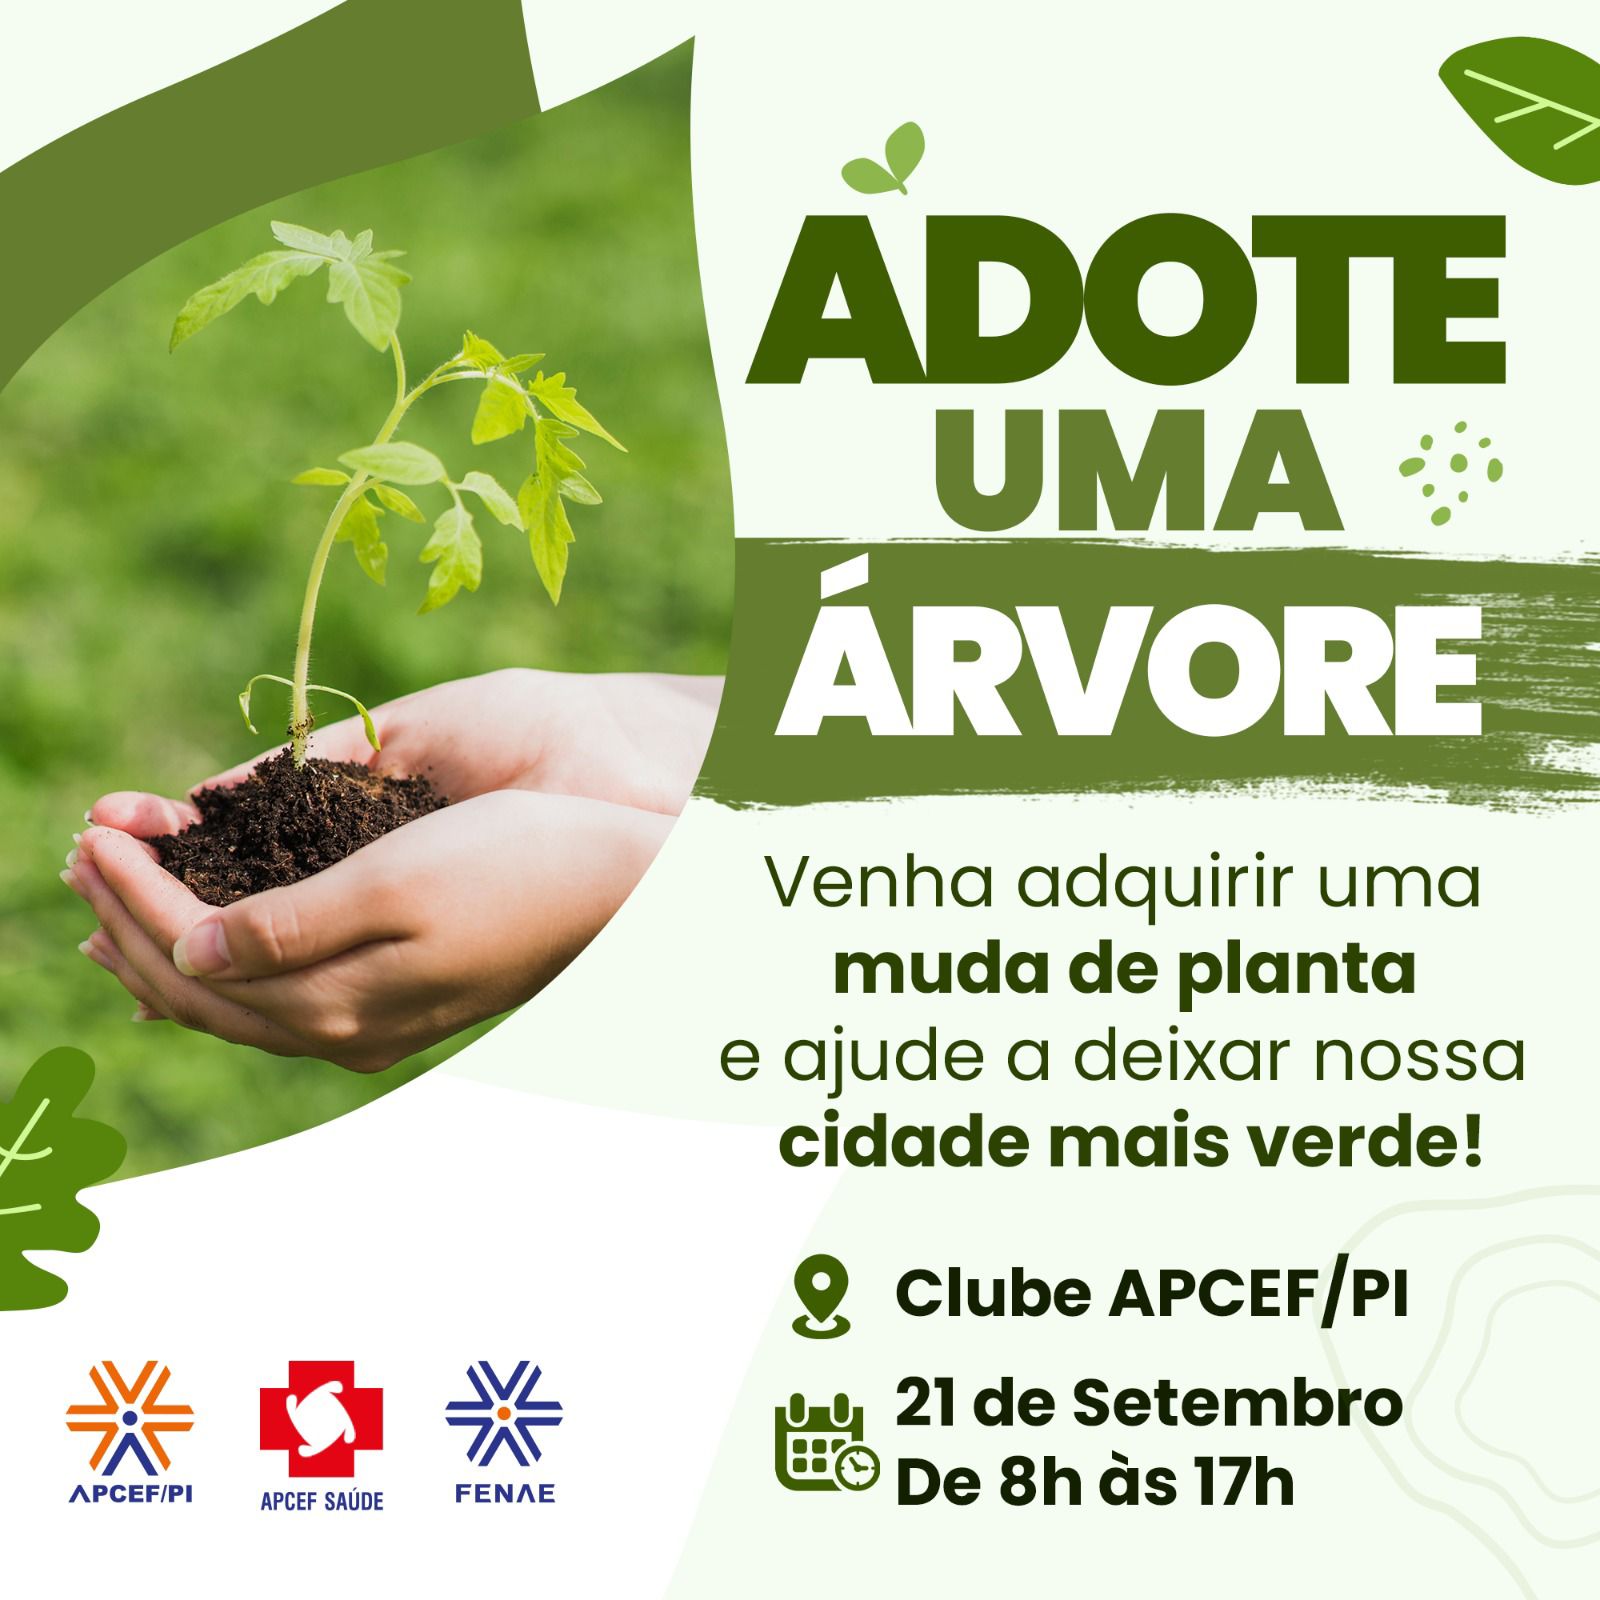 ADOTE
UMA
ÁRVORE
Venha adquirir uma
muda de planta
e ajude a deixar nossa
cidade mais verde!
Clube APCEF/PI
21 de Setembro
De 8h às 17h
APCEF/PI
APCEF SAÚDE
FENAE